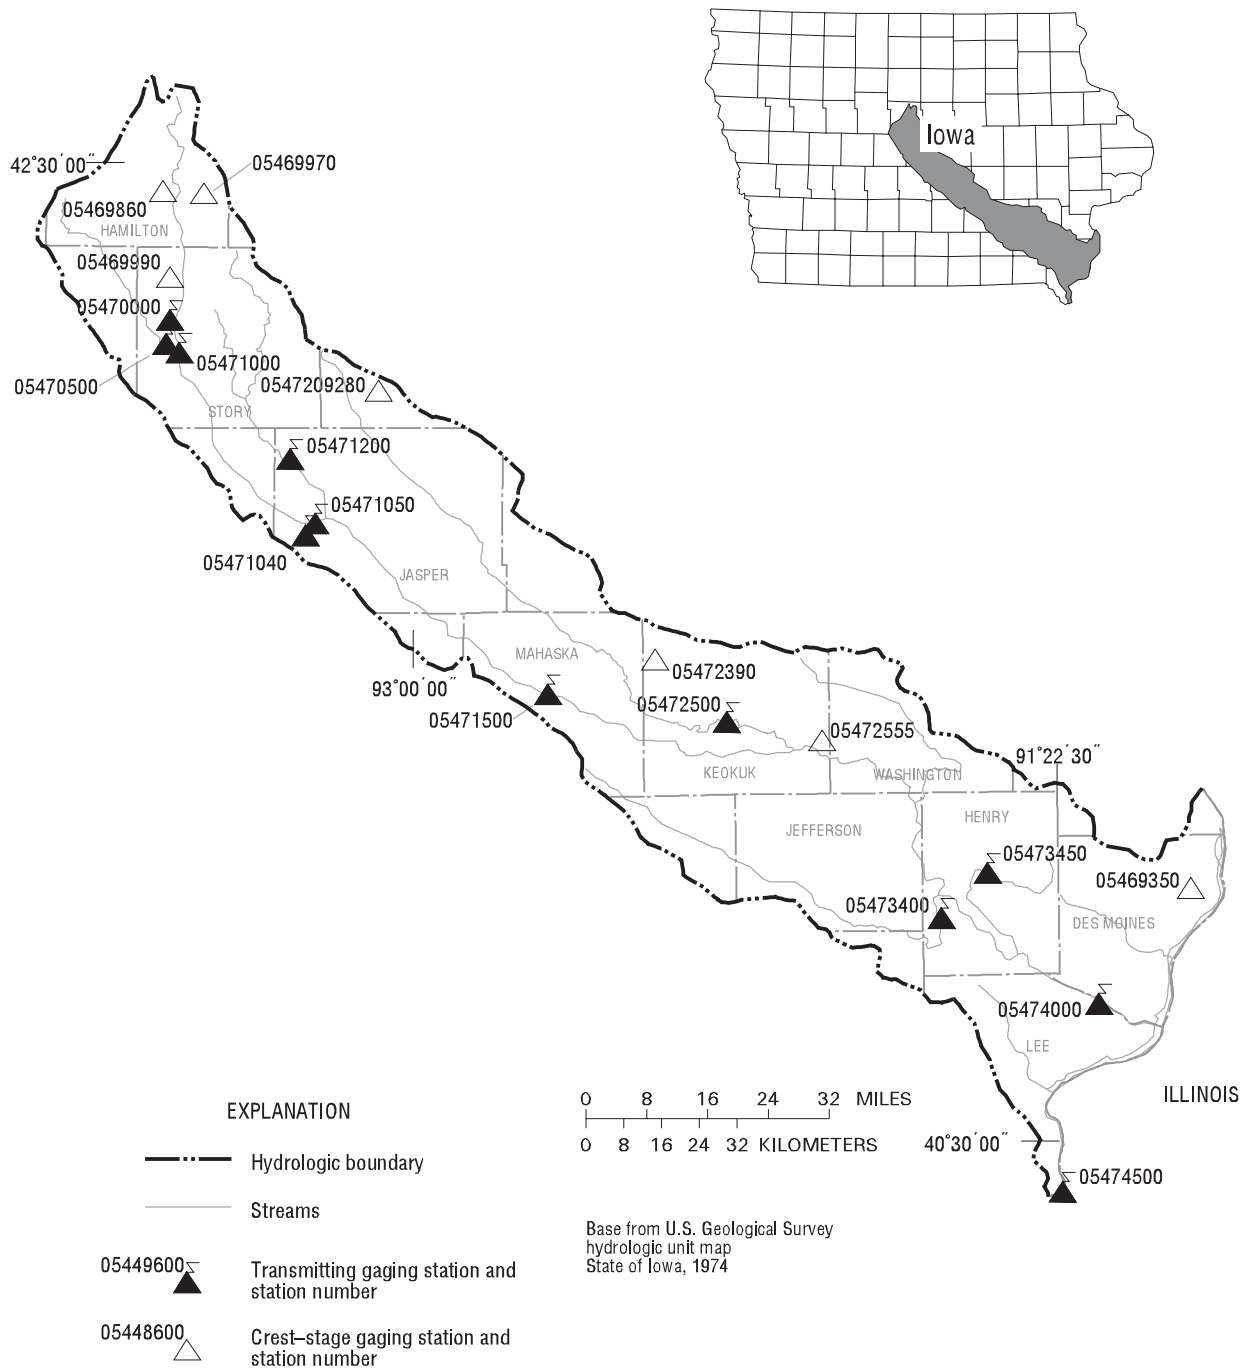 Iowa
42°30′00″
05469970
05469860
HAMILTON
05469990
05470000
05471000
05470500
0547209280
STORY
05471200
05471050
05471040
JASPER
MAHASKA
05472390
93°00′00″
05472500
05471500
05472555
91°22′30″
KEOKUK
WASHINGTON
JEFFERSON
HENRY
05473450
05469350
05473400
DES MOINES
05474000
LEE
ILLINOIS
EXPLANATION
Hydrologic boundary
Streams
05449600
Transmitting gaging station and
station number
05448600
Crest–stage gaging station and
station number
0 8 16 24 32 MILES
0 8 16 24 32 KILOMETERS
40°30′00″
05474500
Base from U.S. Geological Survey
hydrologic unit map
State of Iowa, 1974